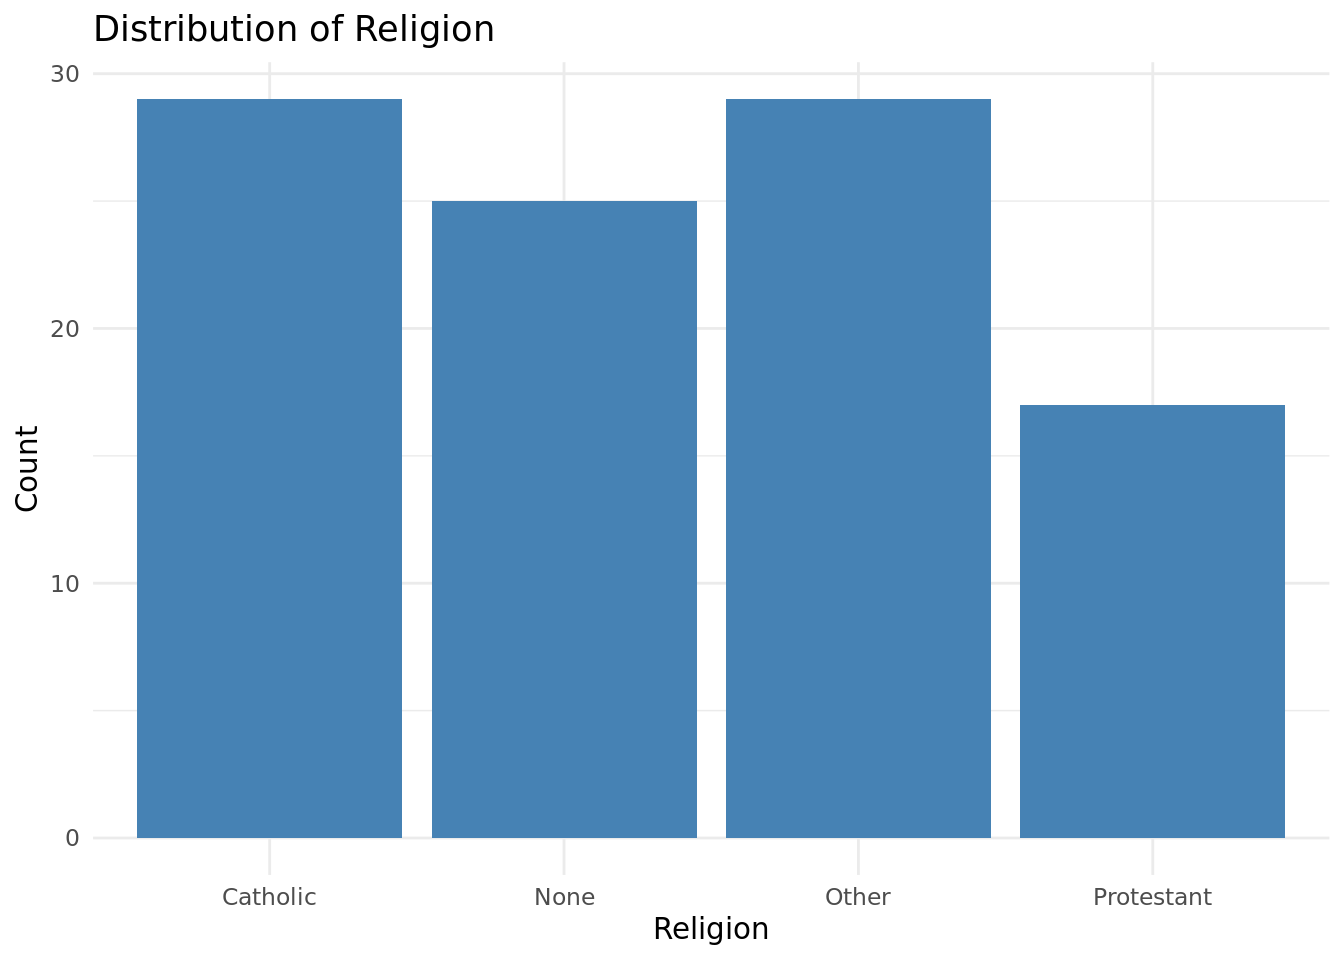 Distribution of Religion
30
20
10
0
Count
Catholic None Other Protestant
Religion